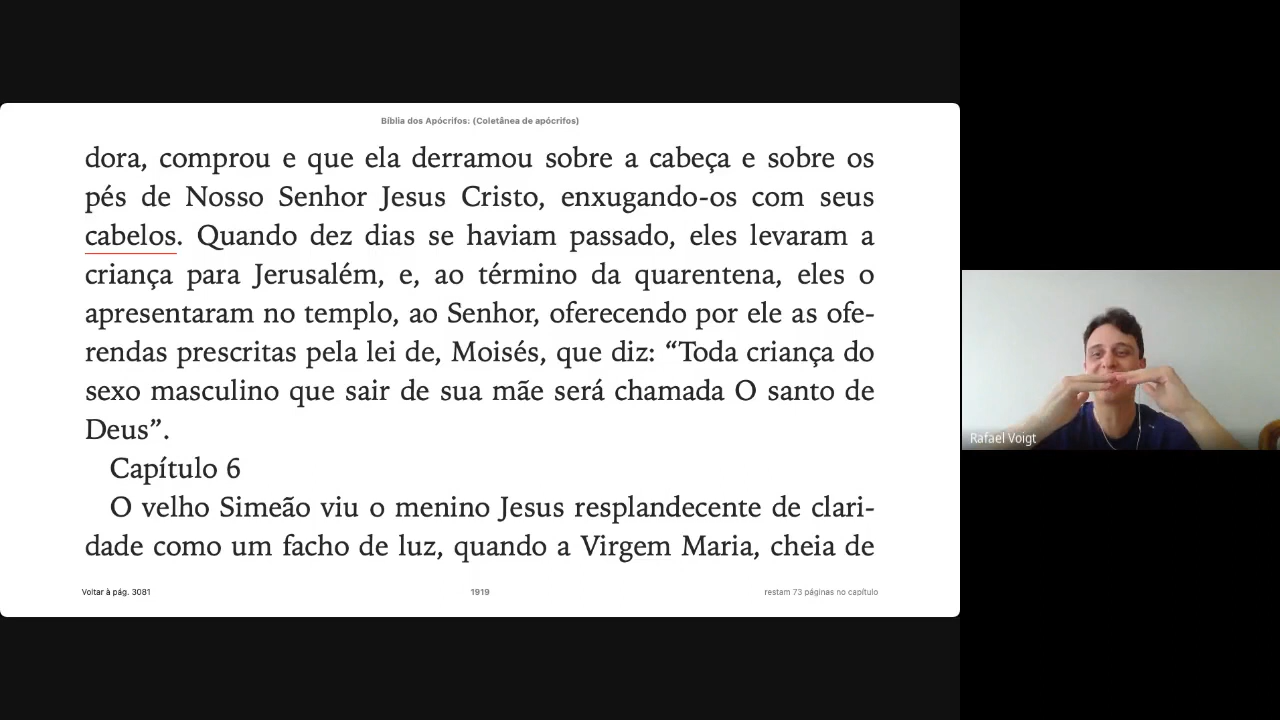 Bíblia dos Apócrifos: (Coletânea de apócrifos)
dora, comprou e que ela derramou sobre a cabeça e sobre os
pés de Nosso Senhor Jesus Cristo, enxugando-os com seus
cabelos. Quando dez dias se haviam passado, eles levaram a
criança para Jerusalém, e, ao término da quarentena, eles o
apresentaram no templo, ao Senhor, oferecendo por ele as ofe-
rendas prescritas pela lei de, Moisés, que diz: “Toda criança do
sexo masculino que sair de sua mãe será chamada O santo de
Deus”.
Capítulo 6
O velho Simeão viu o menino Jesus resplandecente de clari-
dade como um facho de luz, quando a Virgem Maria, cheia de
Voltar à pág. 3081
1919
restam 73 páginas no capítulo
Rafael Voigt